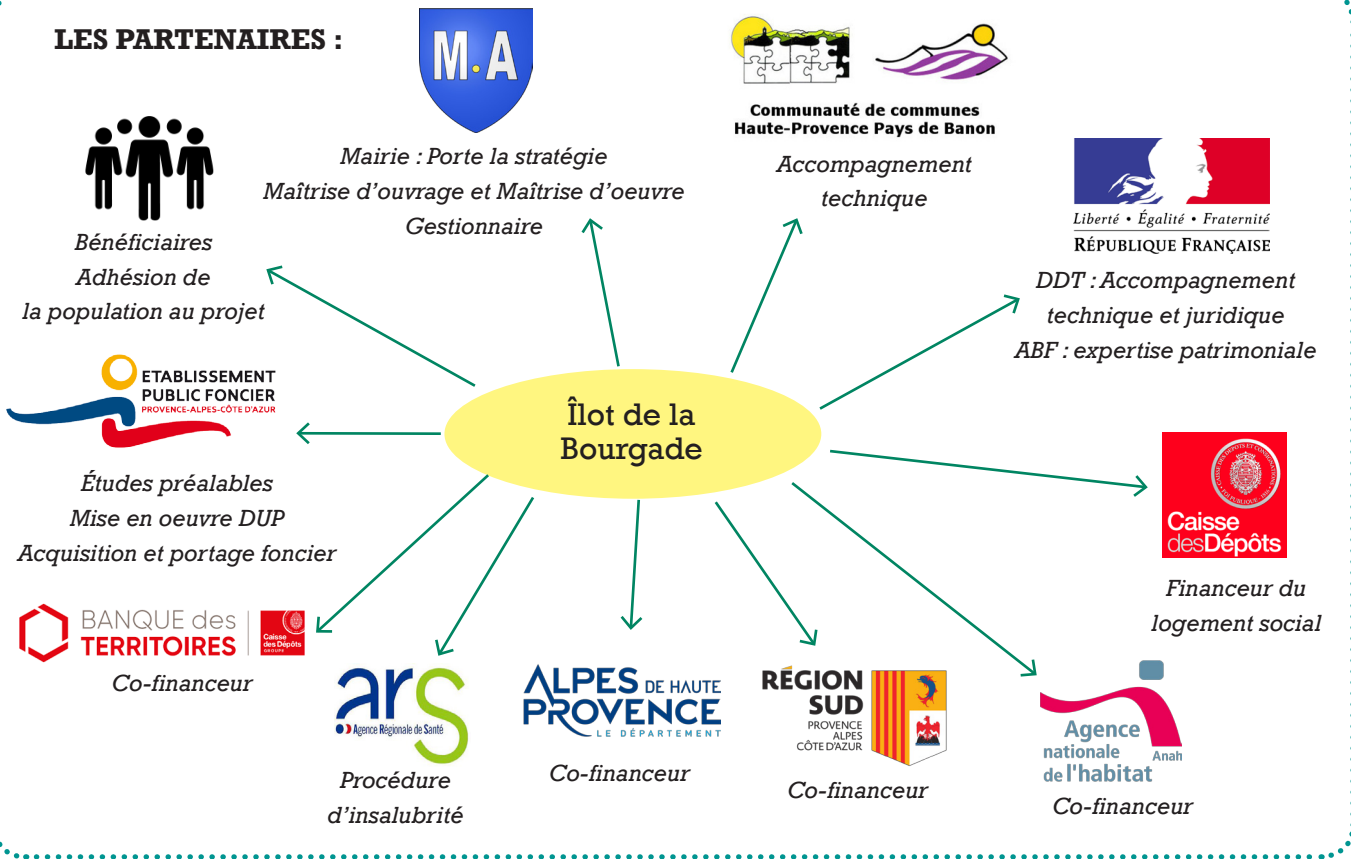 LES PARTENAIRES :
M.A
Mairie : Porte la stratégie
Maîtrise d'ouvrage et Maîtrise d'oeuvre
Gestionnaire
Communauté de communes
Haute-Provence Pays de Banon
Accompagnement
technique
Liberté • Égalité • Fraternité
RÉPUBLIQUE FRANÇAISE
DDT : Accompagnement
technique et juridique
ABF : expertise patrimoniale
Bénéficiaires
Adhésion de
la population au projet
ETABLISSEMENT
PUBLIC FONCIER
PROVENCE-ALPES-CÔTE D'AZUR
Études préalables
Mise en oeuvre DUP
Acquisition et portage foncier
Îlot de la
Bourgade
Caisse
desDépôts
Financeur du
logement social
BANQUE des
TERRITOIRES
Caisse
des Dépôts
GROUPE
Co-financeur
ars
Agence Régionale de Santé
Procédure
d'insalubrité
ALPES DE HAUTE
PROVENCE
LE DÉPARTEMENT
Co-financeur
RÉGION
SUD
PROVENCE
ALPES
CÔTE D'AZUR
Co-financeur
Agence
nationale
de l'habitat
Anah
Co-financeur